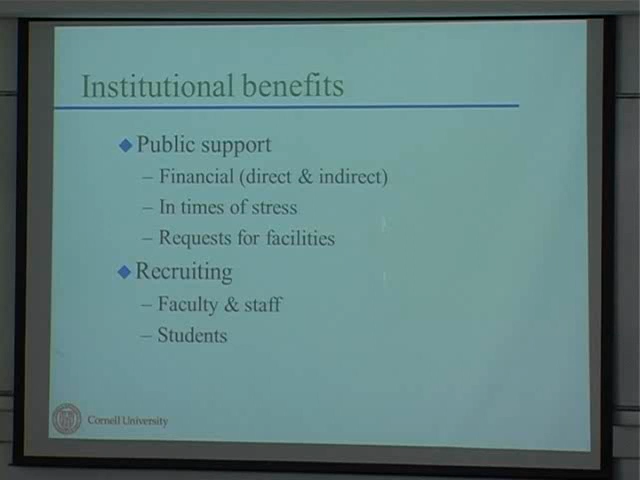 Institutional benefits
◆ Public support
– Financial (direct & indirect)
– In times of stress
– Requests for facilities
◆ Recruiting
– Faculty & staff
– Students
Cornell University